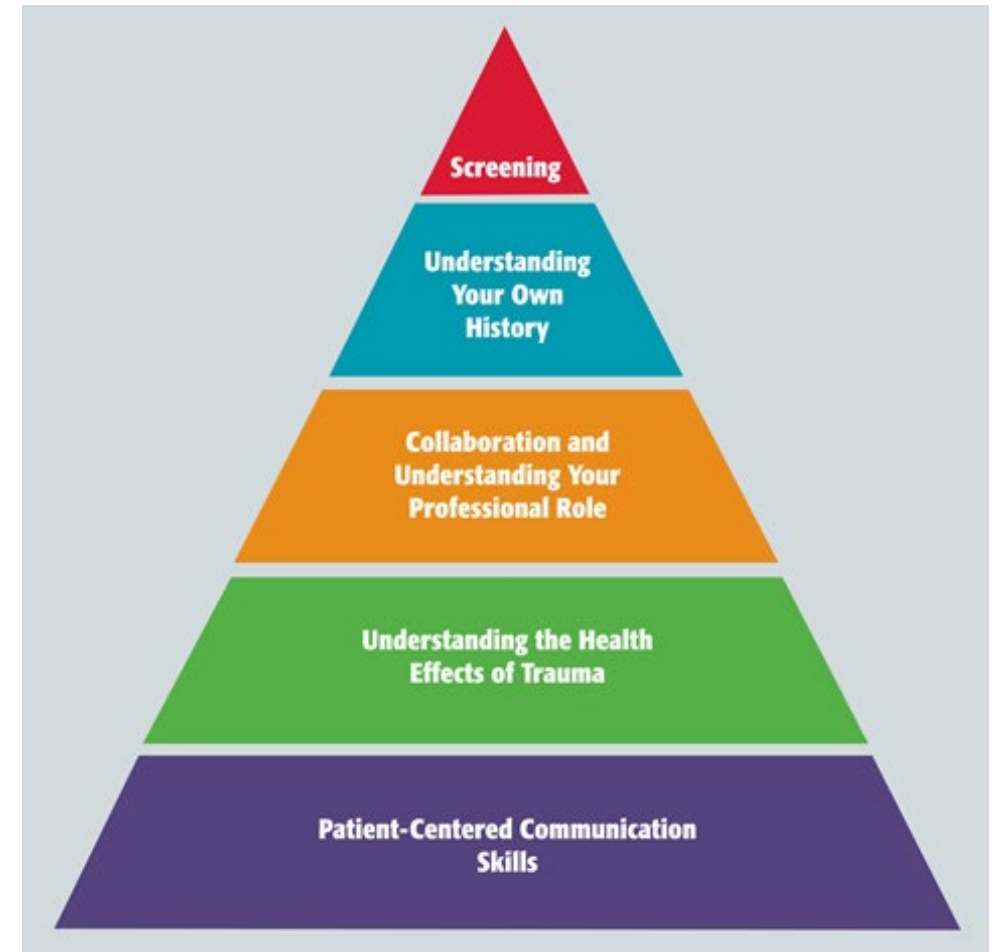 Screening
Understanding
Your Own
History
Collaboration and
Understanding Your
Professional Role
Understanding the Health
Effects of Trauma
Patient-Centered Communication
Skills